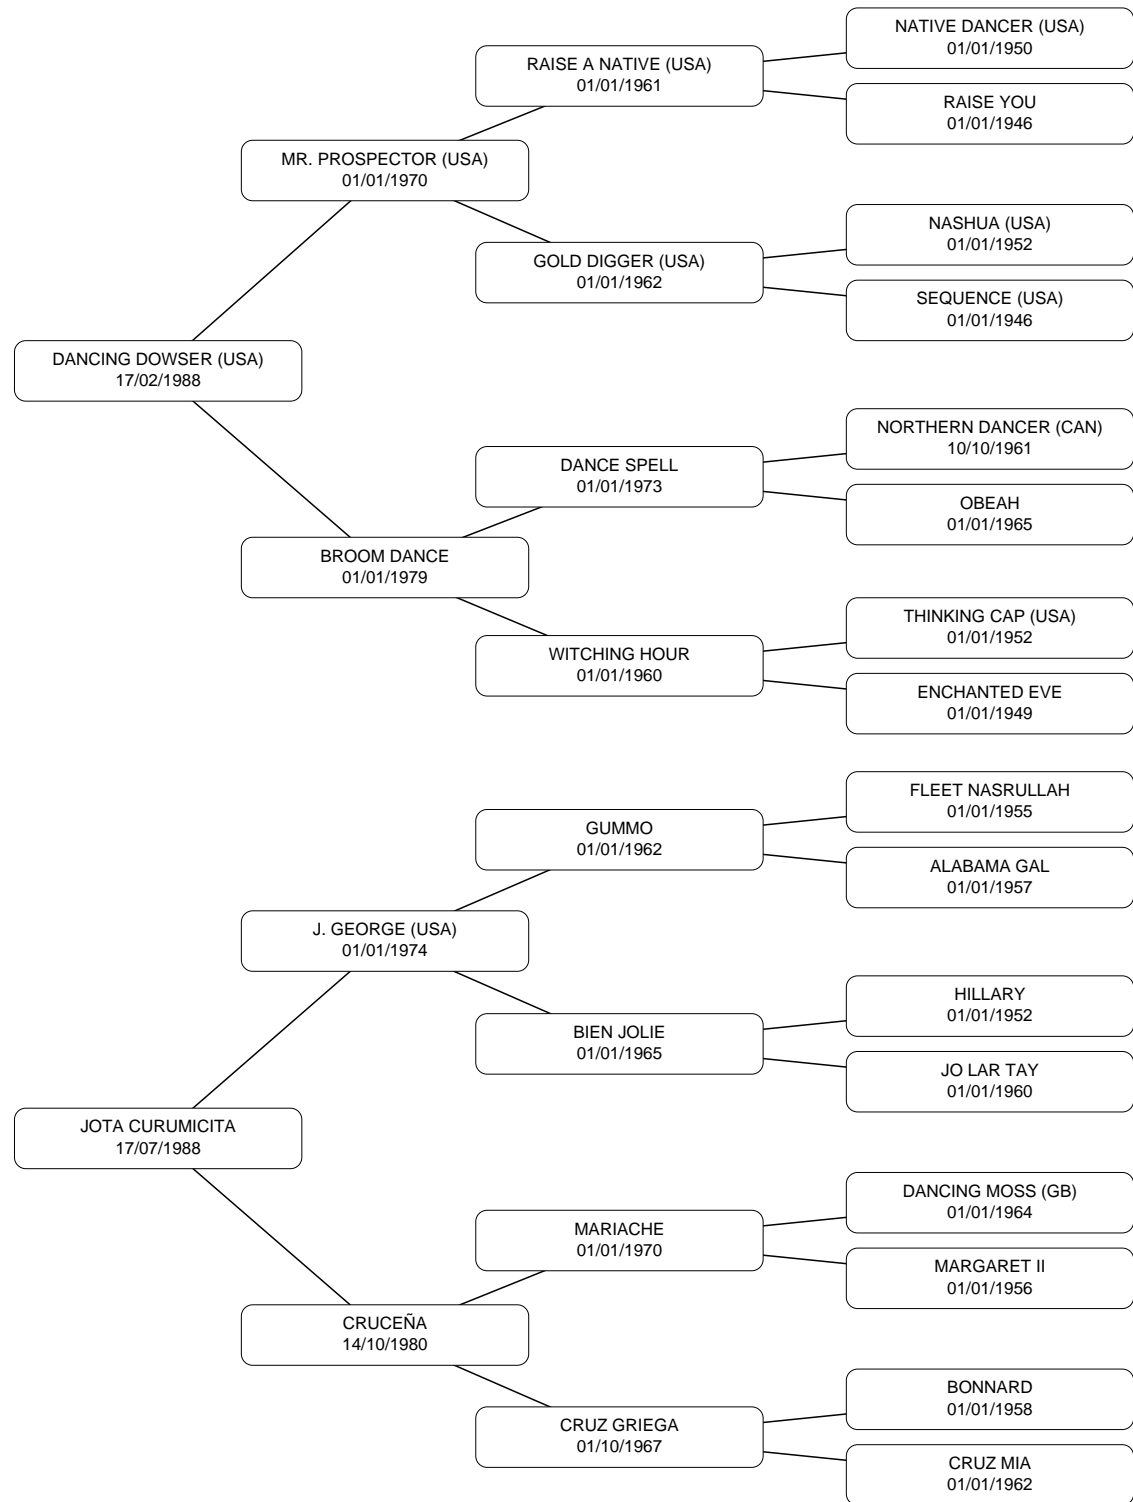 NATIVE DANCER (USA)
01/01/1950
RAISE A NATIVE (USA)
01/01/1961
RAISE YOU
01/01/1946
MR. PROSPECTOR (USA)
01/01/1970
NASHUA (USA)
01/01/1952
GOLD DIGGER (USA)
01/01/1962
SEQUENCE (USA)
01/01/1946
DANCING DOWSER (USA)
17/02/1988
NORTHERN DANCER (CAN)
10/10/1961
DANCE SPELL
01/01/1973
OBEAH
01/01/1965
BROOM DANCE
01/01/1979
THINKING CAP (USA)
01/01/1952
WITCHING HOUR
01/01/1960
ENCHANTED EVE
01/01/1949
FLEET NASRULLAH
01/01/1955
GUMMO
01/01/1962
ALABAMA GAL
01/01/1957
J. GEORGE (USA)
01/01/1974
HILLARY
01/01/1952
BIEN JOLIE
01/01/1965
JO LAR TAY
01/01/1960
JOTA CURUMICITA
17/07/1988
DANCING MOSS (GB)
01/01/1964
MARIACHE
01/01/1970
MARGARET II
01/01/1956
CRUCEÑA
14/10/1980
BONNARD
01/01/1958
CRUZ GRIEGA
01/10/1967
CRUZ MIA
01/01/1962